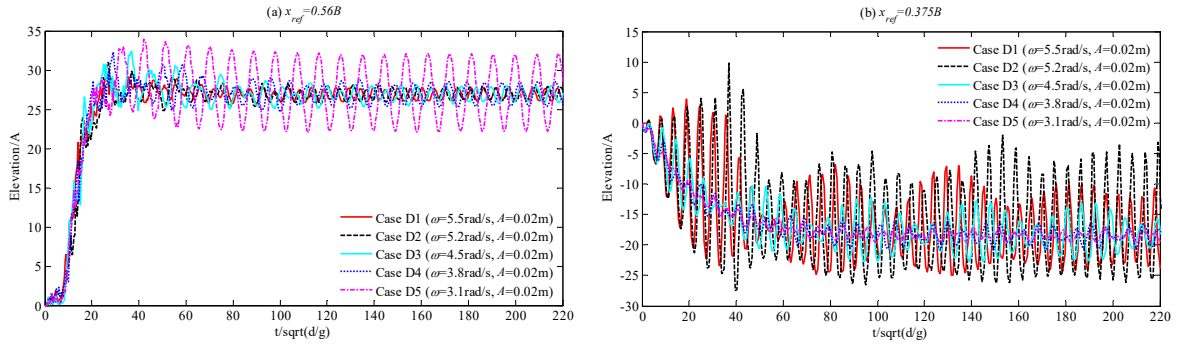 (a) x_ref=0.56B
35
30
25
20
15
10
5
0
Elevation/A
Case D1 (ω=5.5rad/s, A=0.02m)
Case D2 (ω=5.2rad/s, A=0.02m)
Case D3 (ω=4.5rad/s, A=0.02m)
Case D4 (ω=3.8rad/s, A=0.02m)
Case D5 (ω=3.1rad/s, A=0.02m)
0 20 40 60 80 100 120 140 160 180 200 220
t/sqrt(d/g)
(b) x_ref=0.375B
15
10
5
0
-5
-10
-15
-20
-25
-30
Elevation/A
Case D1 (ω=5.5rad/s, A=0.02m)
Case D2 (ω=5.2rad/s, A=0.02m)
Case D3 (ω=4.5rad/s, A=0.02m)
Case D4 (ω=3.8rad/s, A=0.02m)
Case D5 (ω=3.1rad/s, A=0.02m)
0 20 40 60 80 100 120 140 160 180 200 220
t/sqrt(d/g)